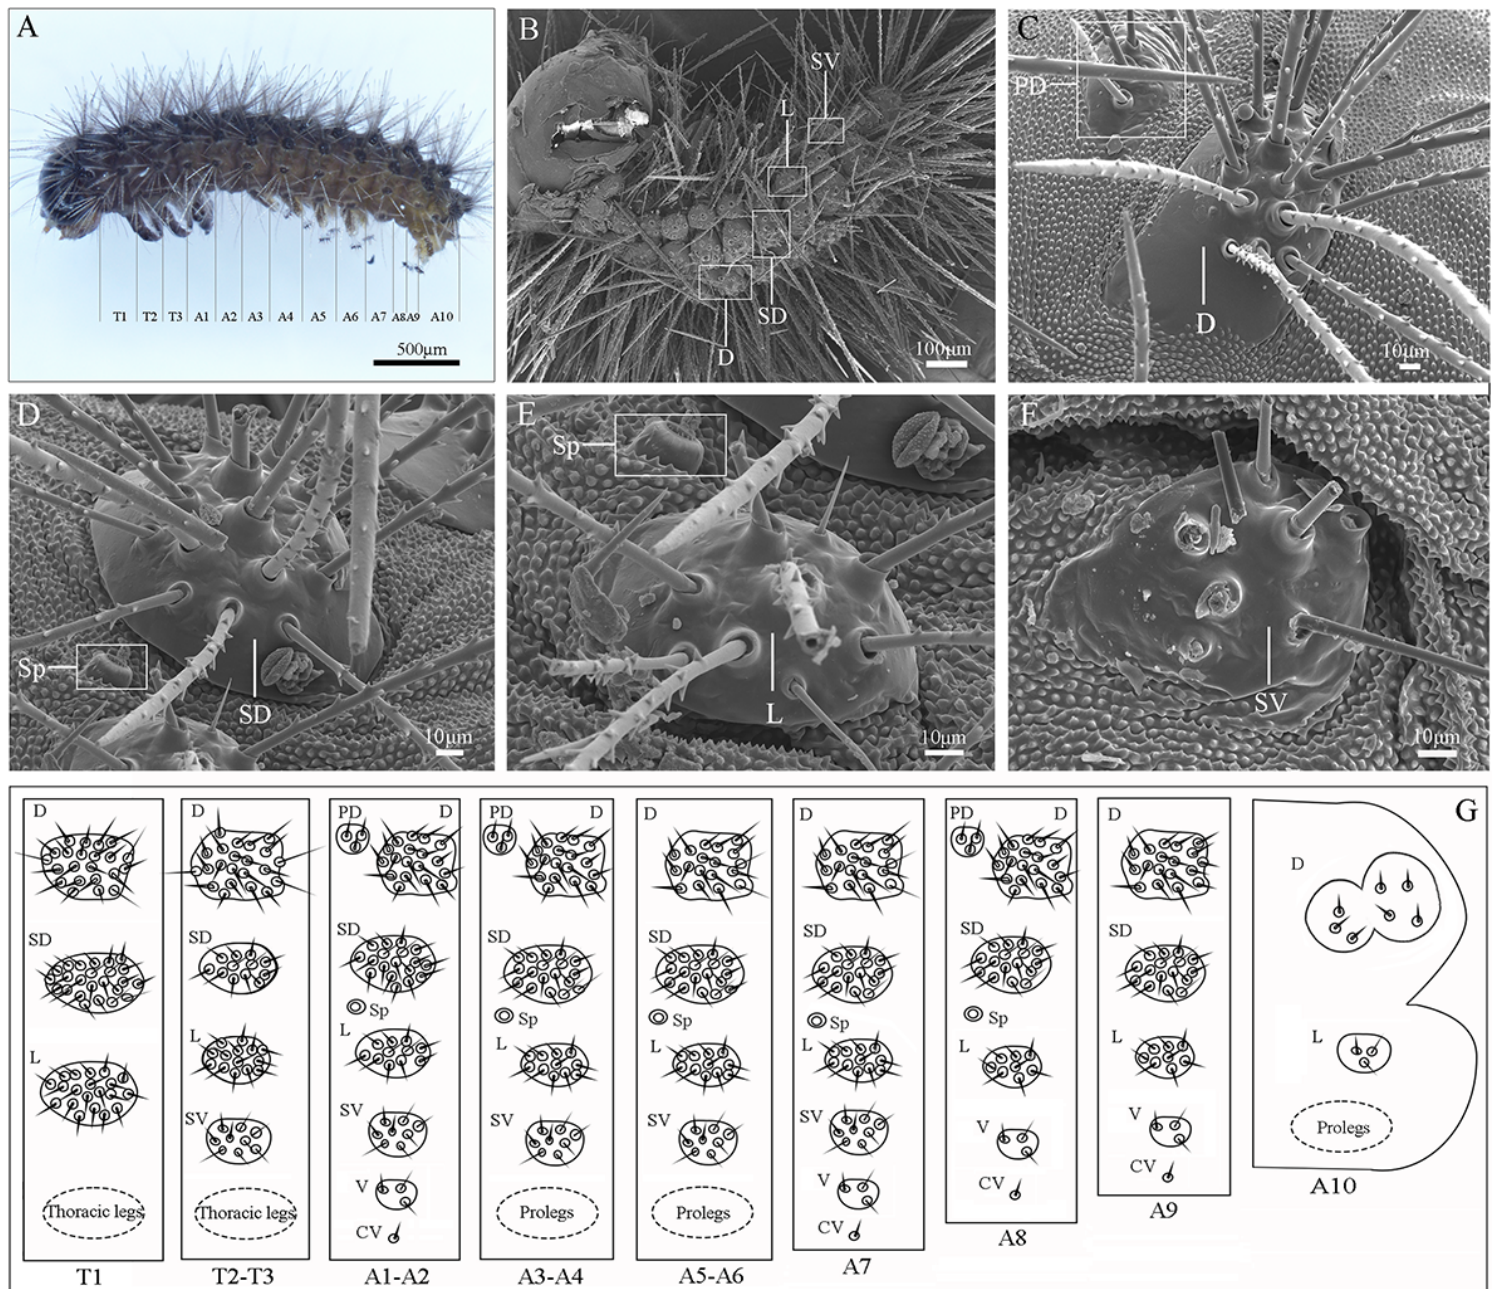 A
T1 T2 T3 A1 A2 A3 A4 A5 A6 A7 A8 A9 A10
500μm
B
SV
L
SD
D
100μm
C
PD
D
10μm
D
Sp
SD
10μm
E
Sp
L
10μm
F
SV
10μm
G
D
SD
L
Thoracic legs
T1
D
SD
L
SV
Thoracic legs
T2-T3
PD D
SD
Sp
L
SV
V
CV
A1-A2
PD D
SD
Sp
L
SV
Prolegs
A3-A4
D
SD
Sp
L
SV
Prolegs
A5-A6
D
SD
Sp
L
SV
V
CV
A7
PD D
SD
Sp
L
V
CV
A8
D
SD
L
V
CV
A9
D
L
Prolegs
A10